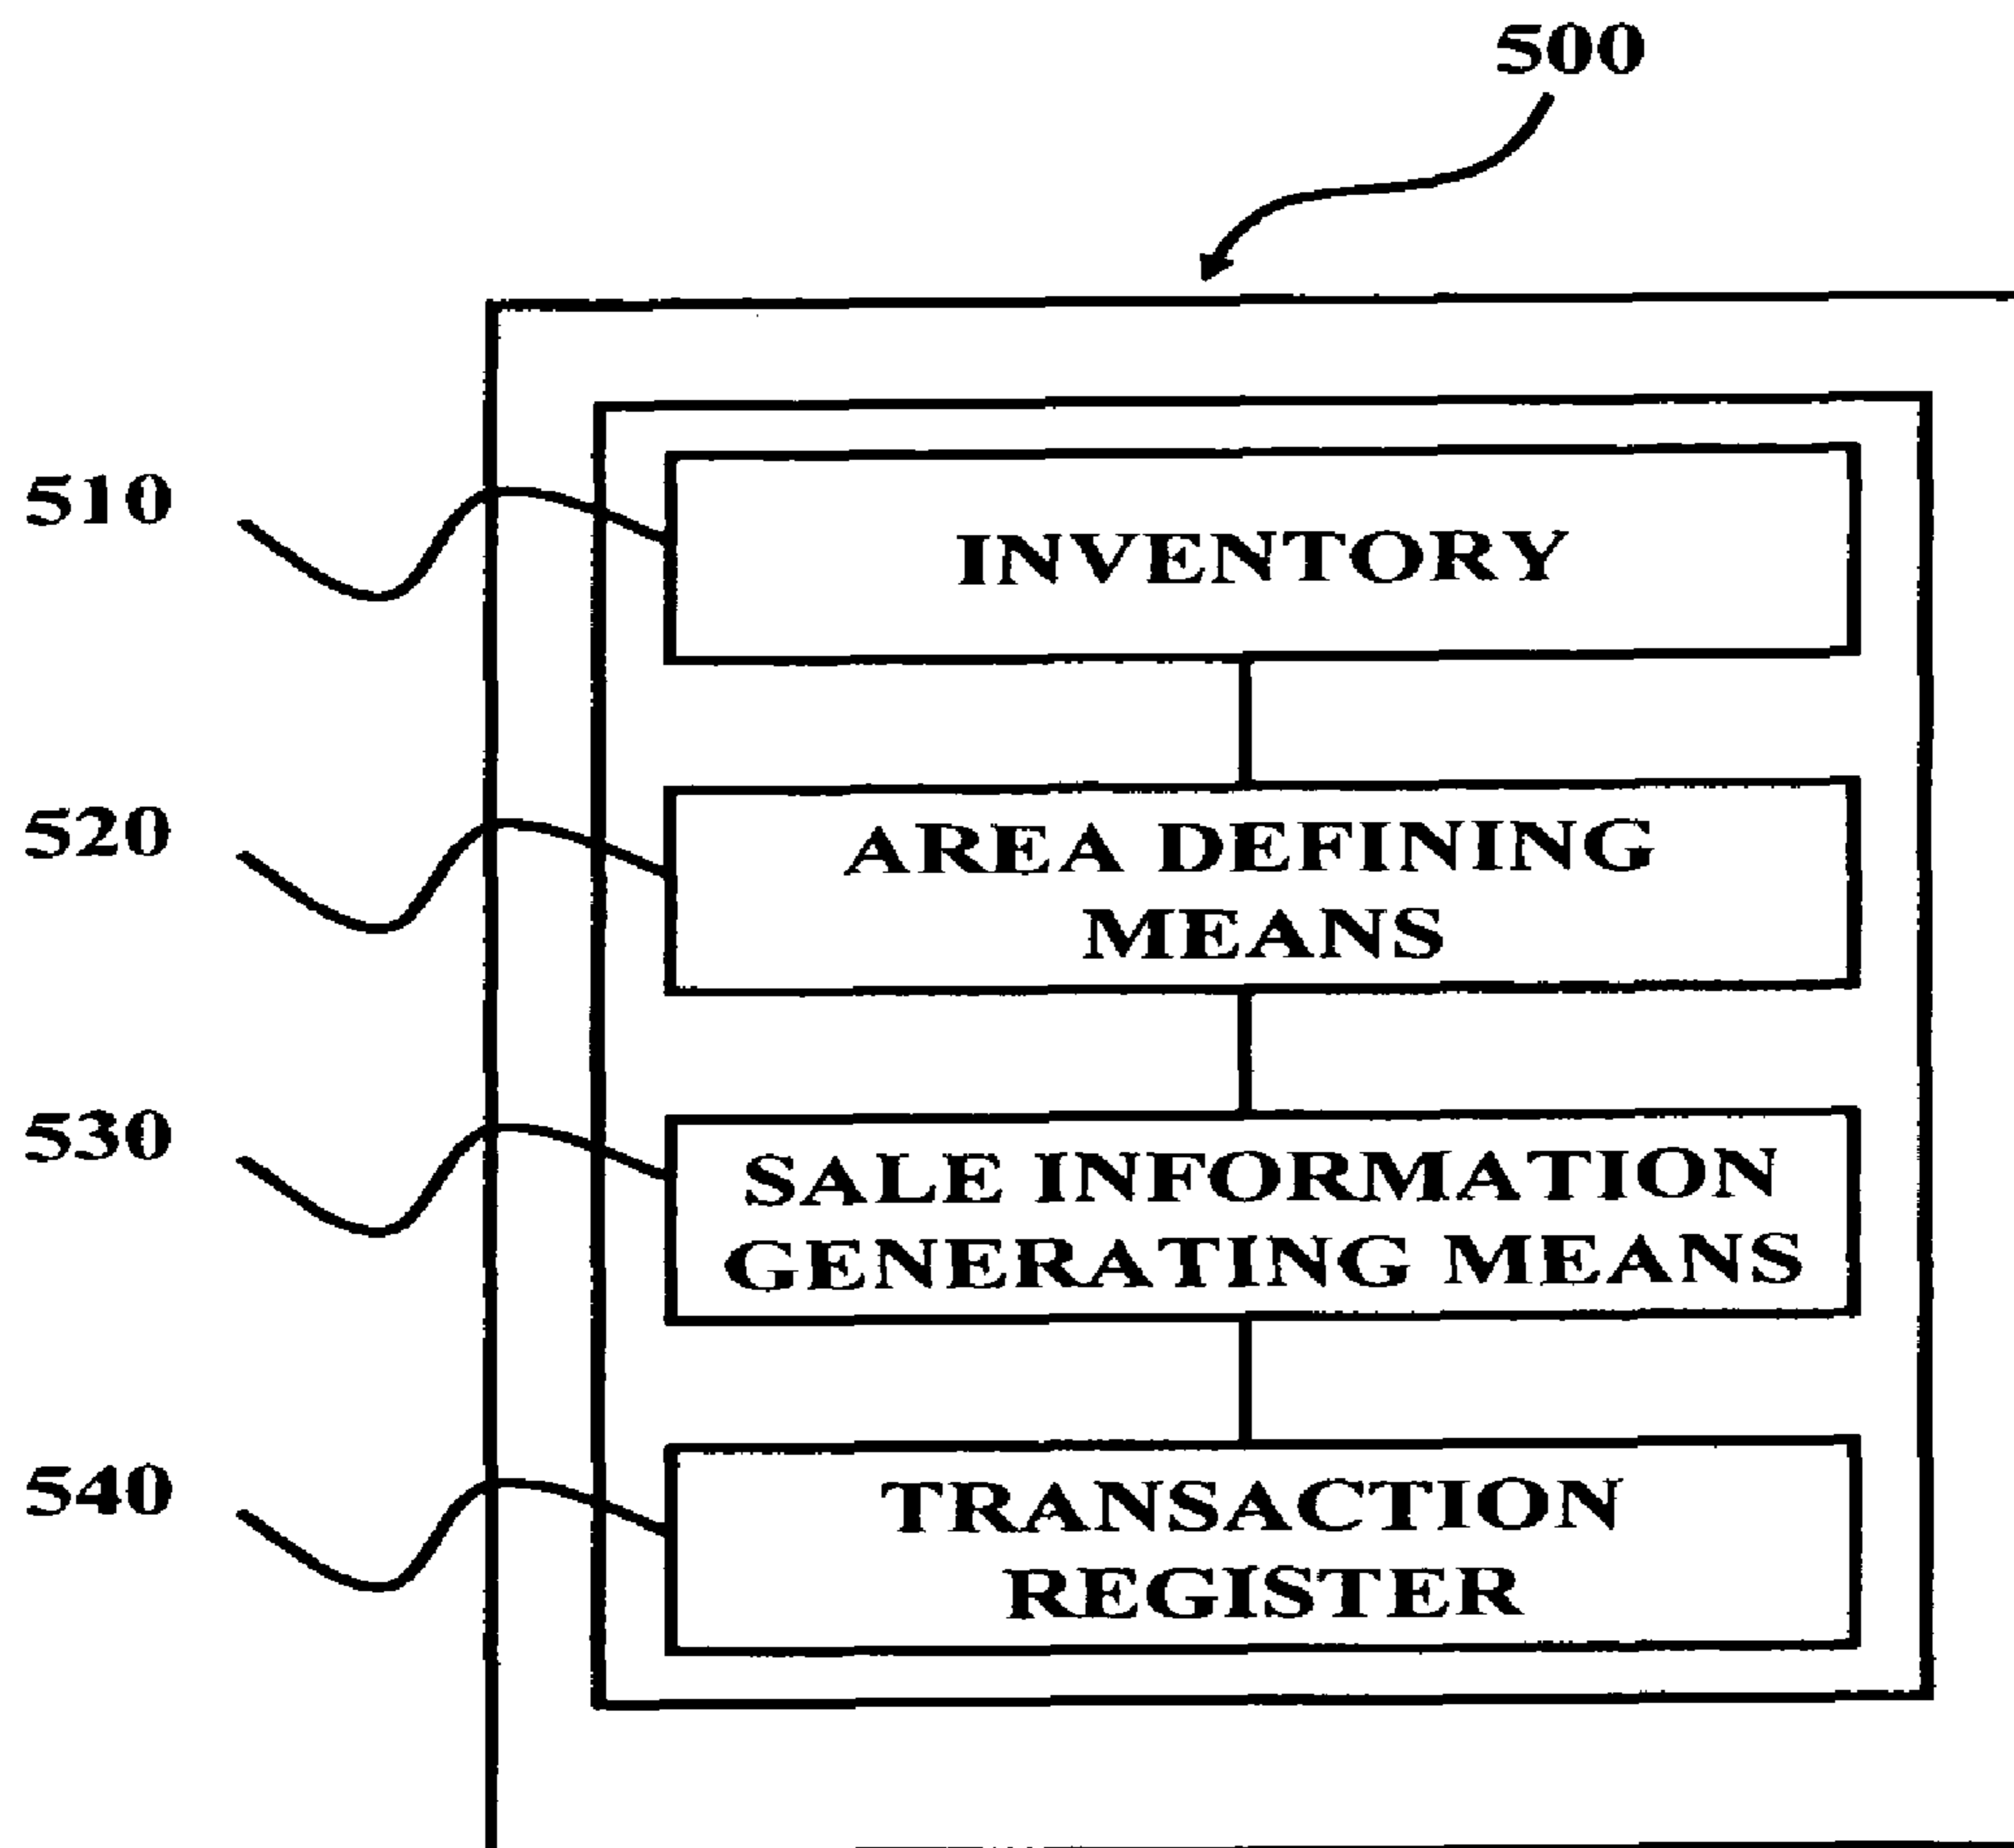 500
510
INVENTORY
520
AREA DEFINING
MEANS
530
SALE INFORMATION
GENERATING MEANS
540
TRANSACTION
REGISTER